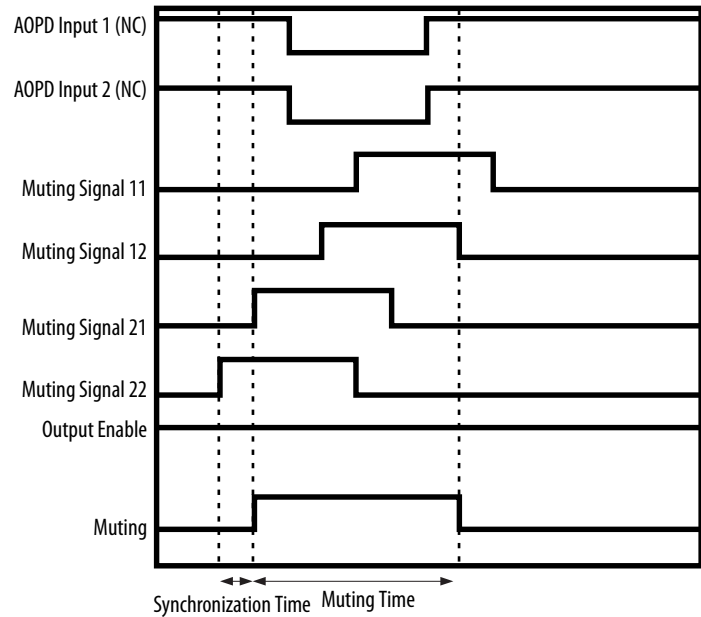 AOPD Input 1 (NC)
AOPD Input 2 (NC)
Muting Signal 11
Muting Signal 12
Muting Signal 21
Muting Signal 22
Output Enable
Muting
Synchronization Time
Muting Time